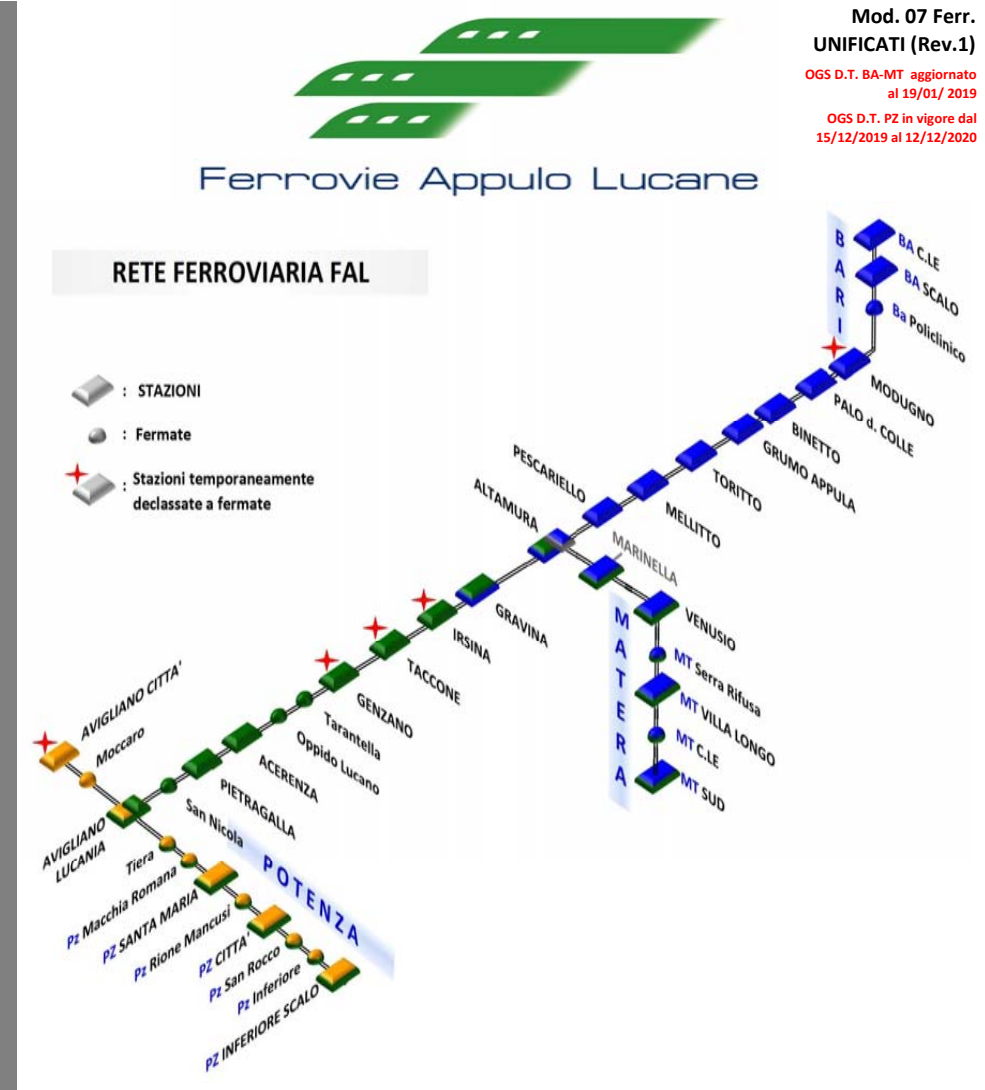 Mod. 07 Ferr.
UNIFICATI (Rev.1)
OGS D.T. BA-MT aggiornato
al 19/01/ 2019
OGS D.T. PZ in vigore dal
15/12/2019 al 12/12/2020
Ferrovie Appulo Lucane
RETE FERROVIARIA FAL
: STAZIONI
: Fermate
: Stazioni temporaneamente
declassate a fermate
BARI
BA C.LE
BA SCALO
Ba Policlinico
MODUGNO
PALO d. COLLE
BINETTO
GRUMO APPULA
TORITTO
MELLITTO
PESCARIELLO
ALTAMURA
MARINELLA
MATERA
VENUSIO
MT Serra Rifusa
MT VILLA LONGO
MT C.LE
MT SUD
GRAVINA
IRSINA
TACCONE
GENZANO
Tarantella
Oppido Lucano
ACERENZA
PIETRAGALLA
San Nicola
AVIGLIANO CITTA'
Moccaro
AVIGLIANO
LUCANIA
POTENZA
Tiera
Pz Macchia Romana
PZ SANTA MARIA
Pz Rione Mancusi
PZ CITTA'
Pz San Rocco
Pz Inferiore
PZ INFERIORE SCALO